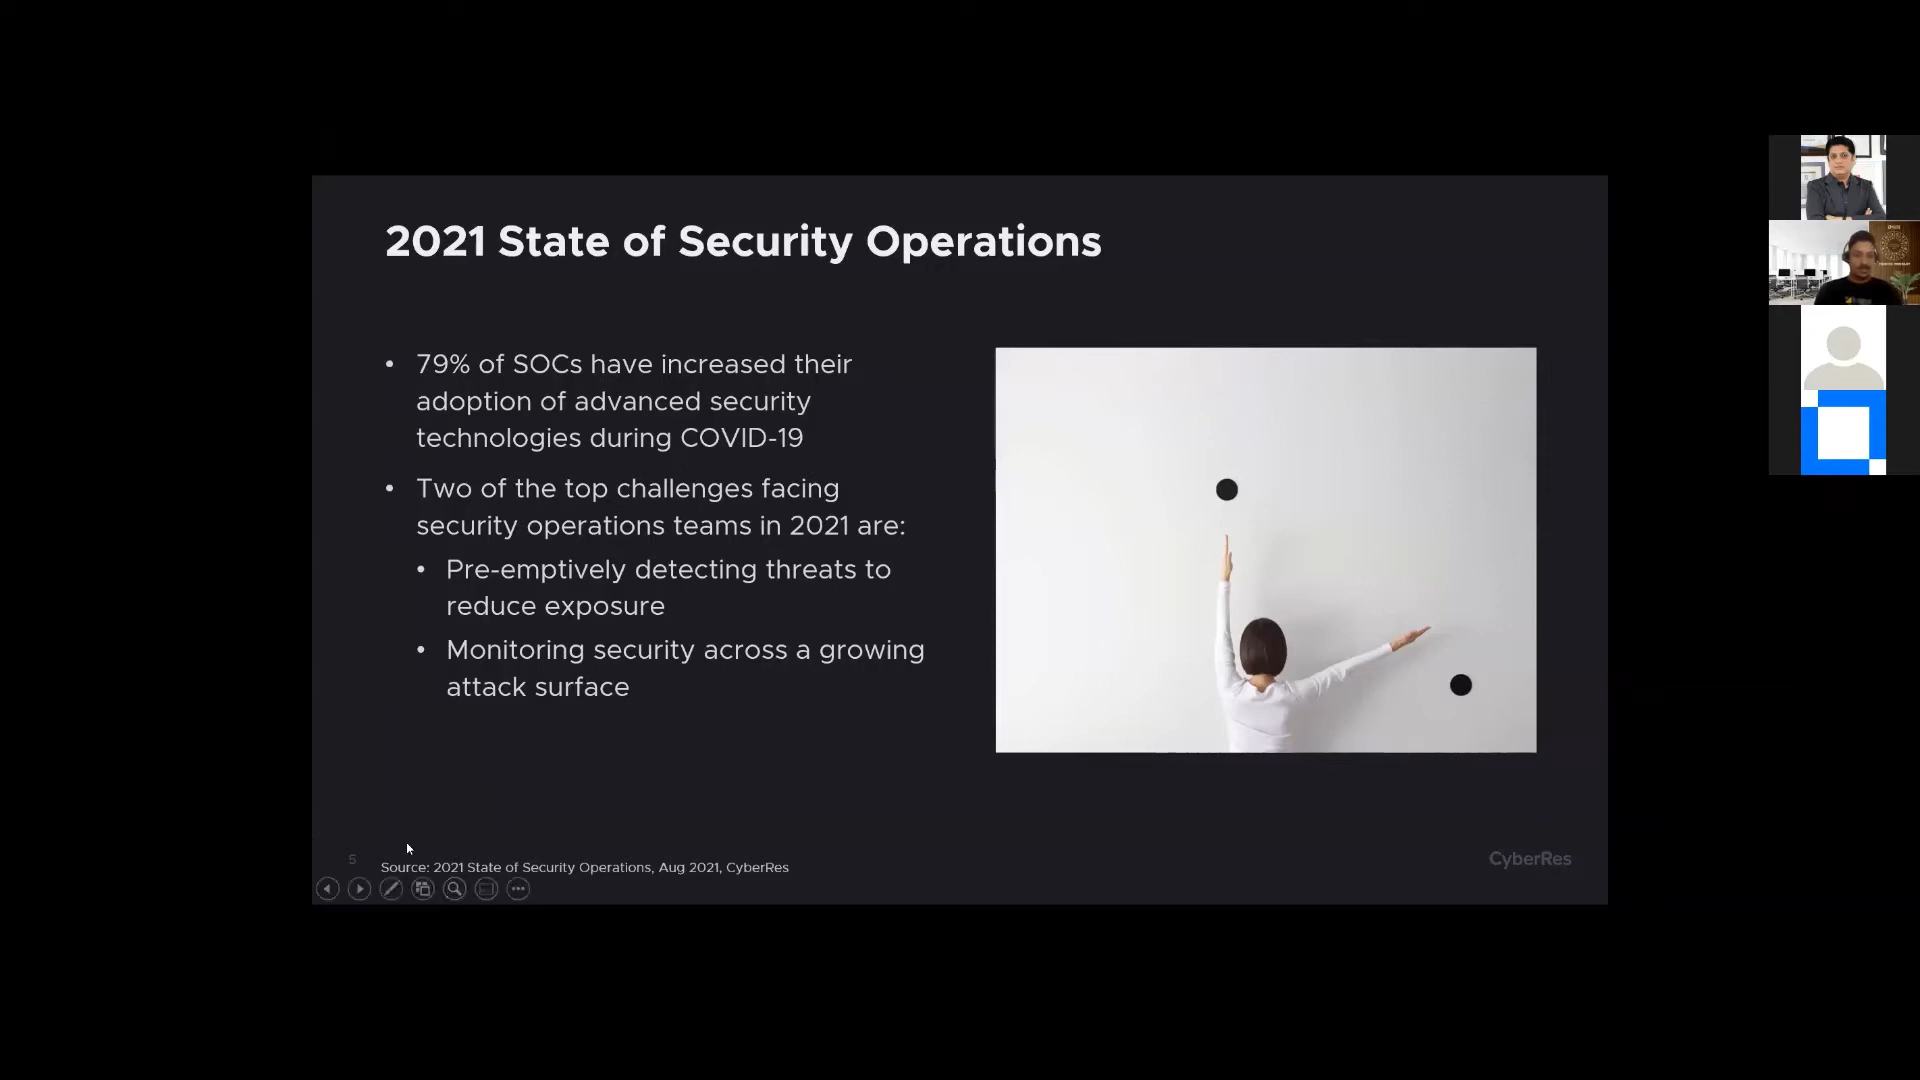 2021 State of Security Operations
• 79% of SOCs have increased their
adoption of advanced security
technologies during COVID-19
• Two of the top challenges facing
security operations teams in 2021 are:
• Pre-emptively detecting threats to
reduce exposure
• Monitoring security across a growing
attack surface
5
Source: 2021 State of Security Operations, Aug 2021, CyberRes
CyberRes